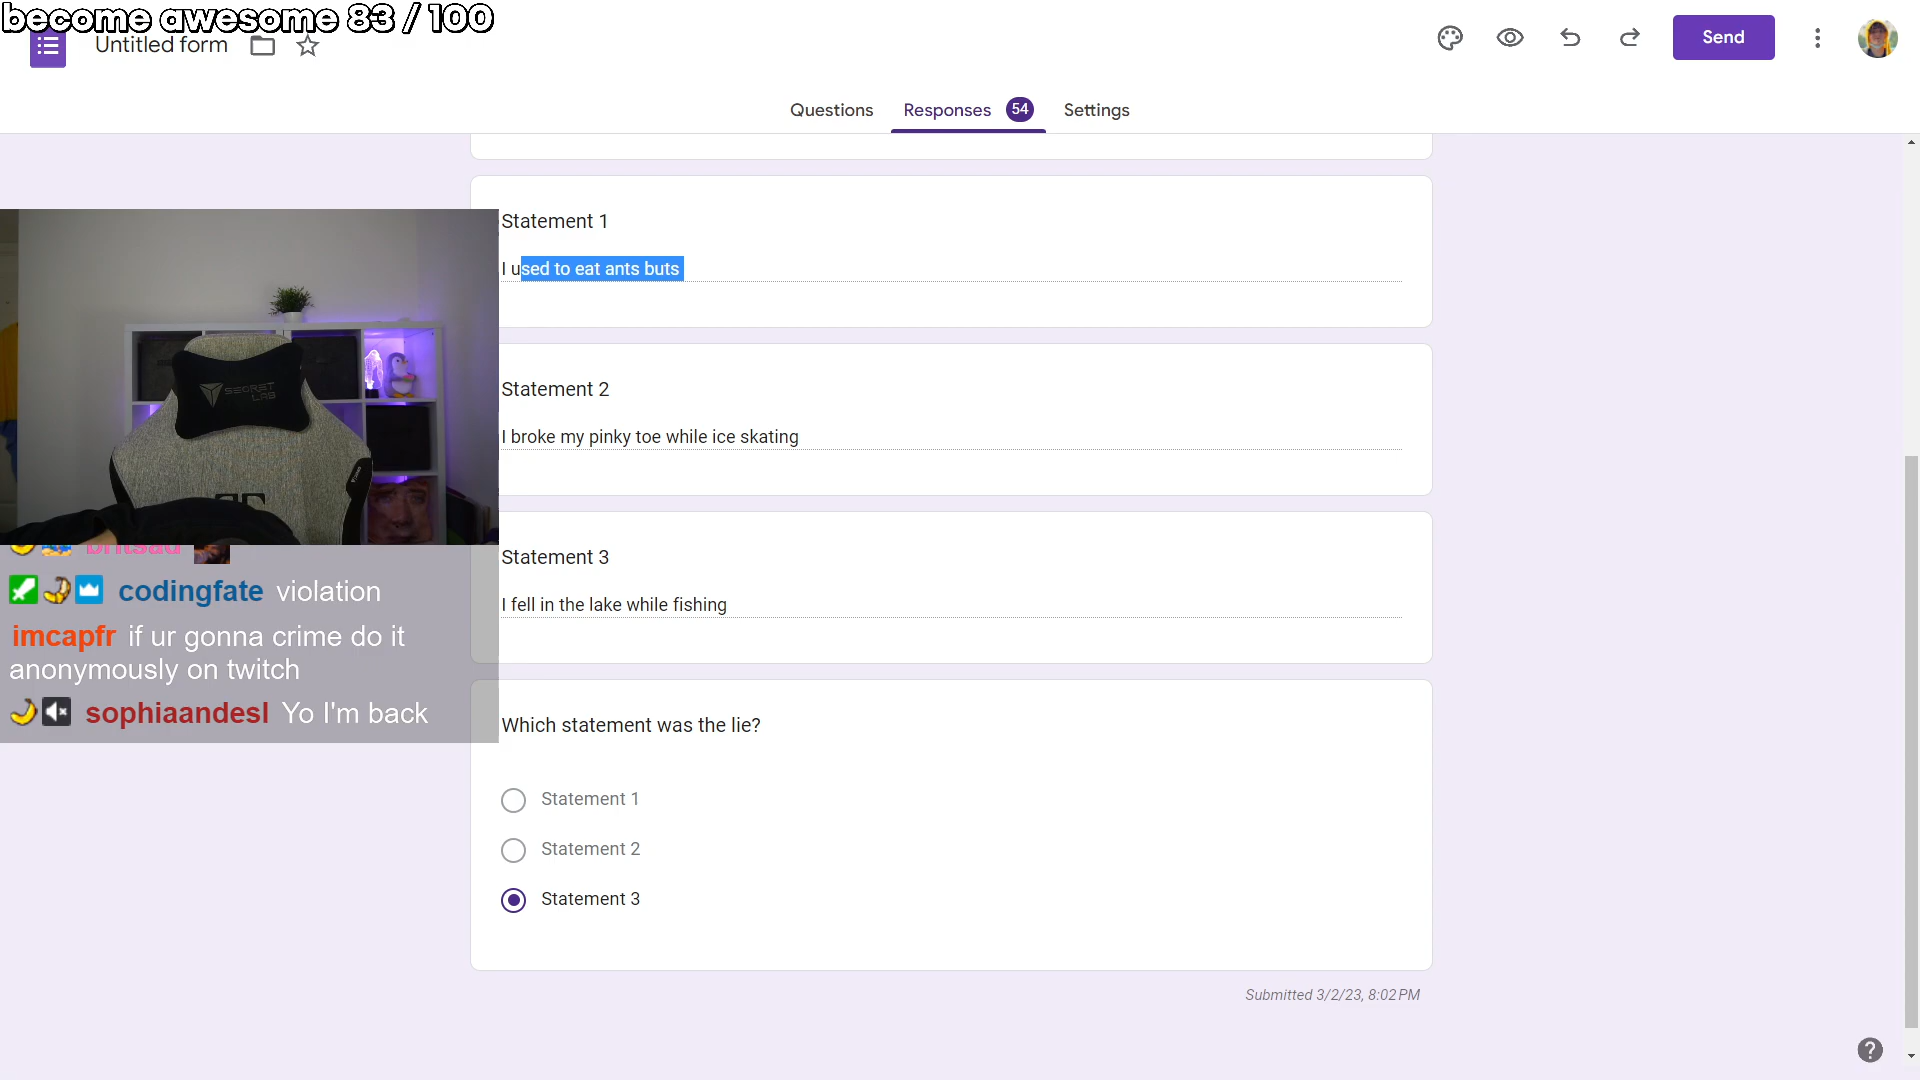 become awesome 83 / 100
Untitled form
Send
Questions
Responses 54
Settings
Statement 1
I used to eat ants buts
Statement 2
I broke my pinky toe while ice skating
Statement 3
I fell in the lake while fishing
Which statement was the lie?
Statement 1
Statement 2
Statement 3
Submitted 3/2/23, 8:02 PM
SECRET
LAB
britsad
codingfate violation
imcapfr if ur gonna crime do it
anonymously on twitch
sophiaandesl Yo I'm back